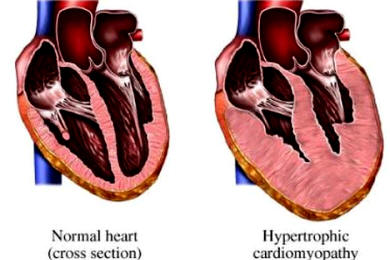 Normal heart
(cross section)
Hypertrophic
cardiomyopathy